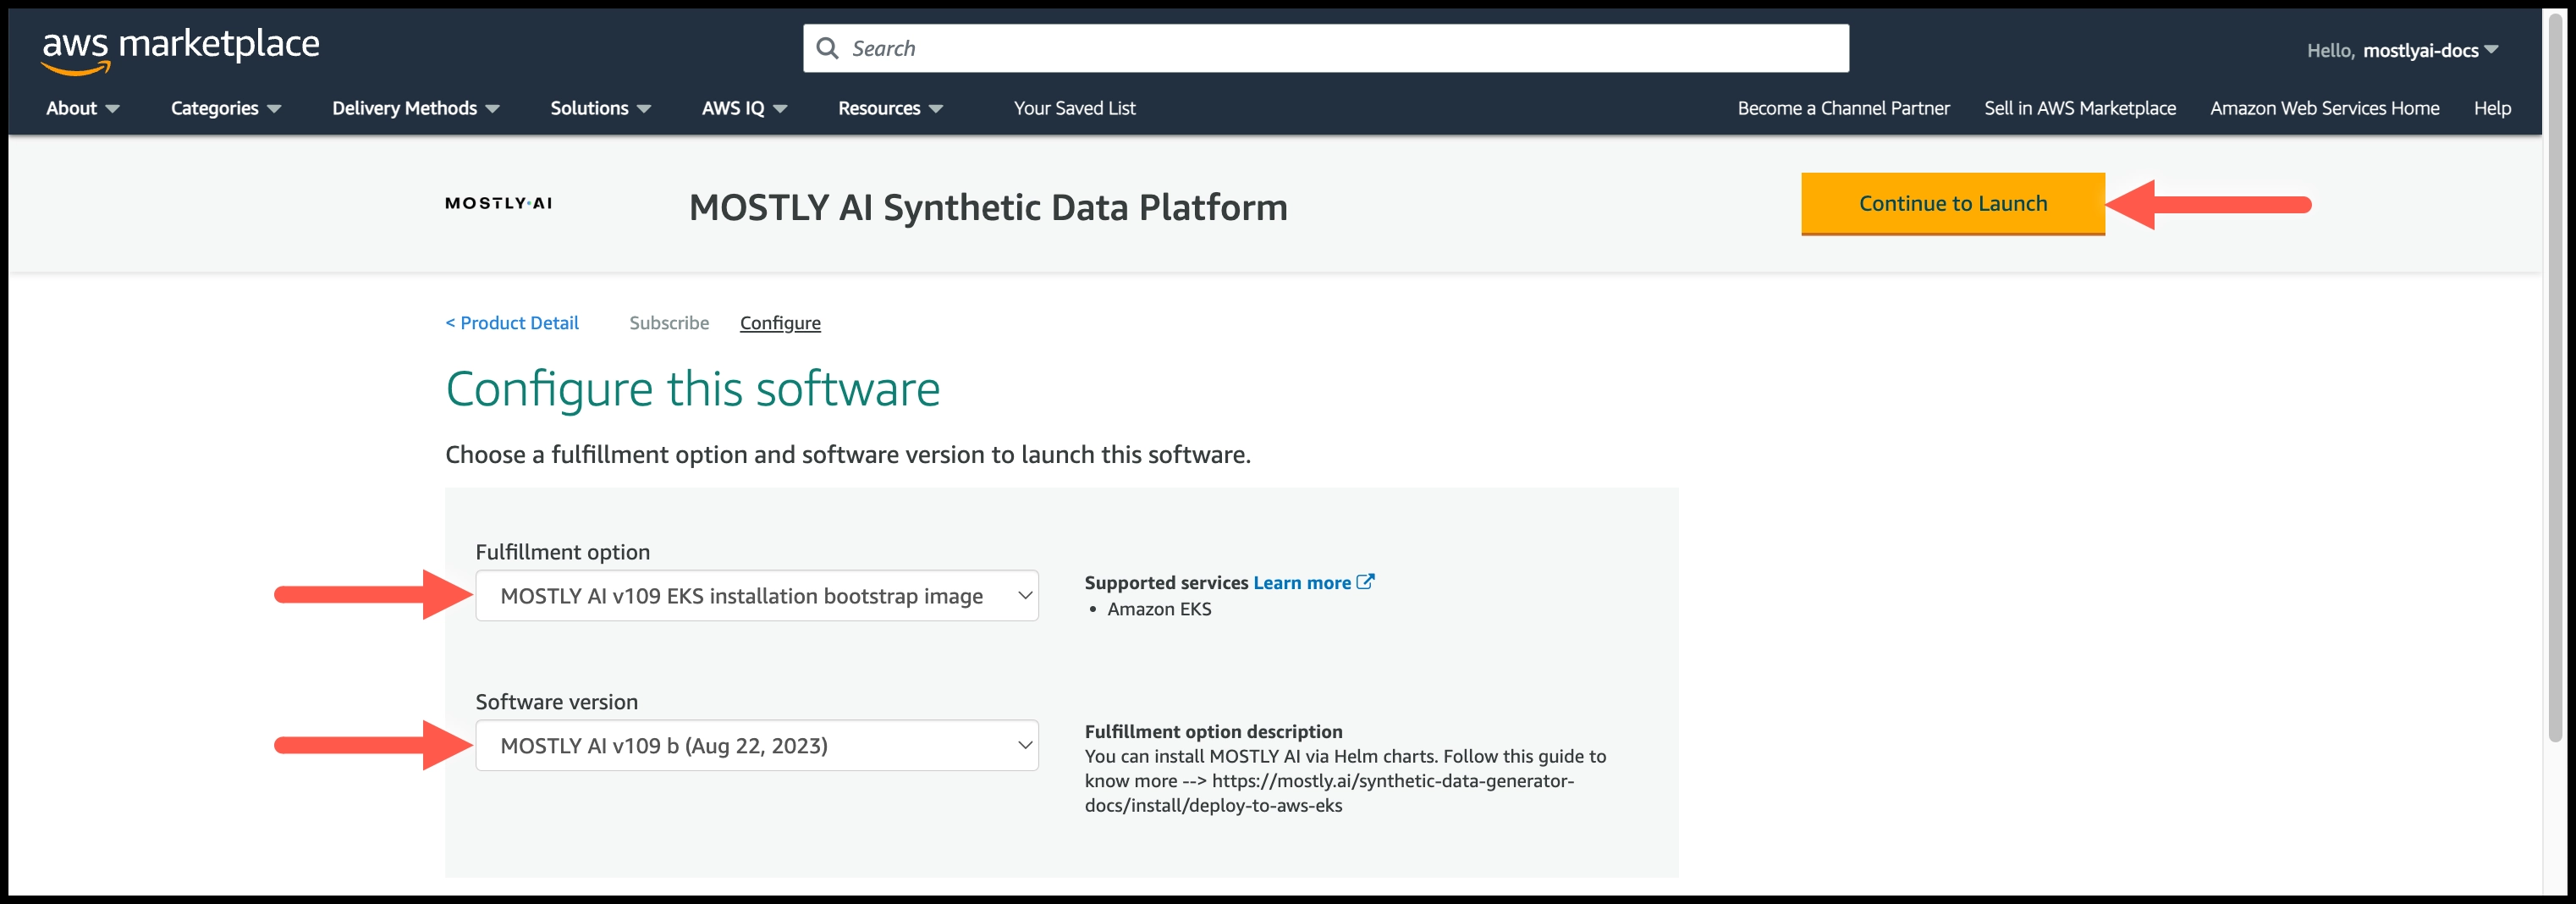 aws marketplace
Search
Hello, mostlyai-docs
About Categories Delivery Methods Solutions AWS IQ Resources Your Saved List Become a Channel Partner Sell in AWS Marketplace Amazon Web Services Home Help
MOSTLY·AI
MOSTLY AI Synthetic Data Platform
Continue to Launch
< Product Detail Subscribe Configure
Configure this software
Choose a fulfillment option and software version to launch this software.
Fulfillment option
MOSTLY AI v109 EKS installation bootstrap image
Supported services Learn more
• Amazon EKS
Software version
MOSTLY AI v109 b (Aug 22, 2023)
Fulfillment option description
You can install MOSTLY AI via Helm charts. Follow this guide to
know more --> https://mostly.ai/synthetic-data-generator-
docs/install/deploy-to-aws-eks